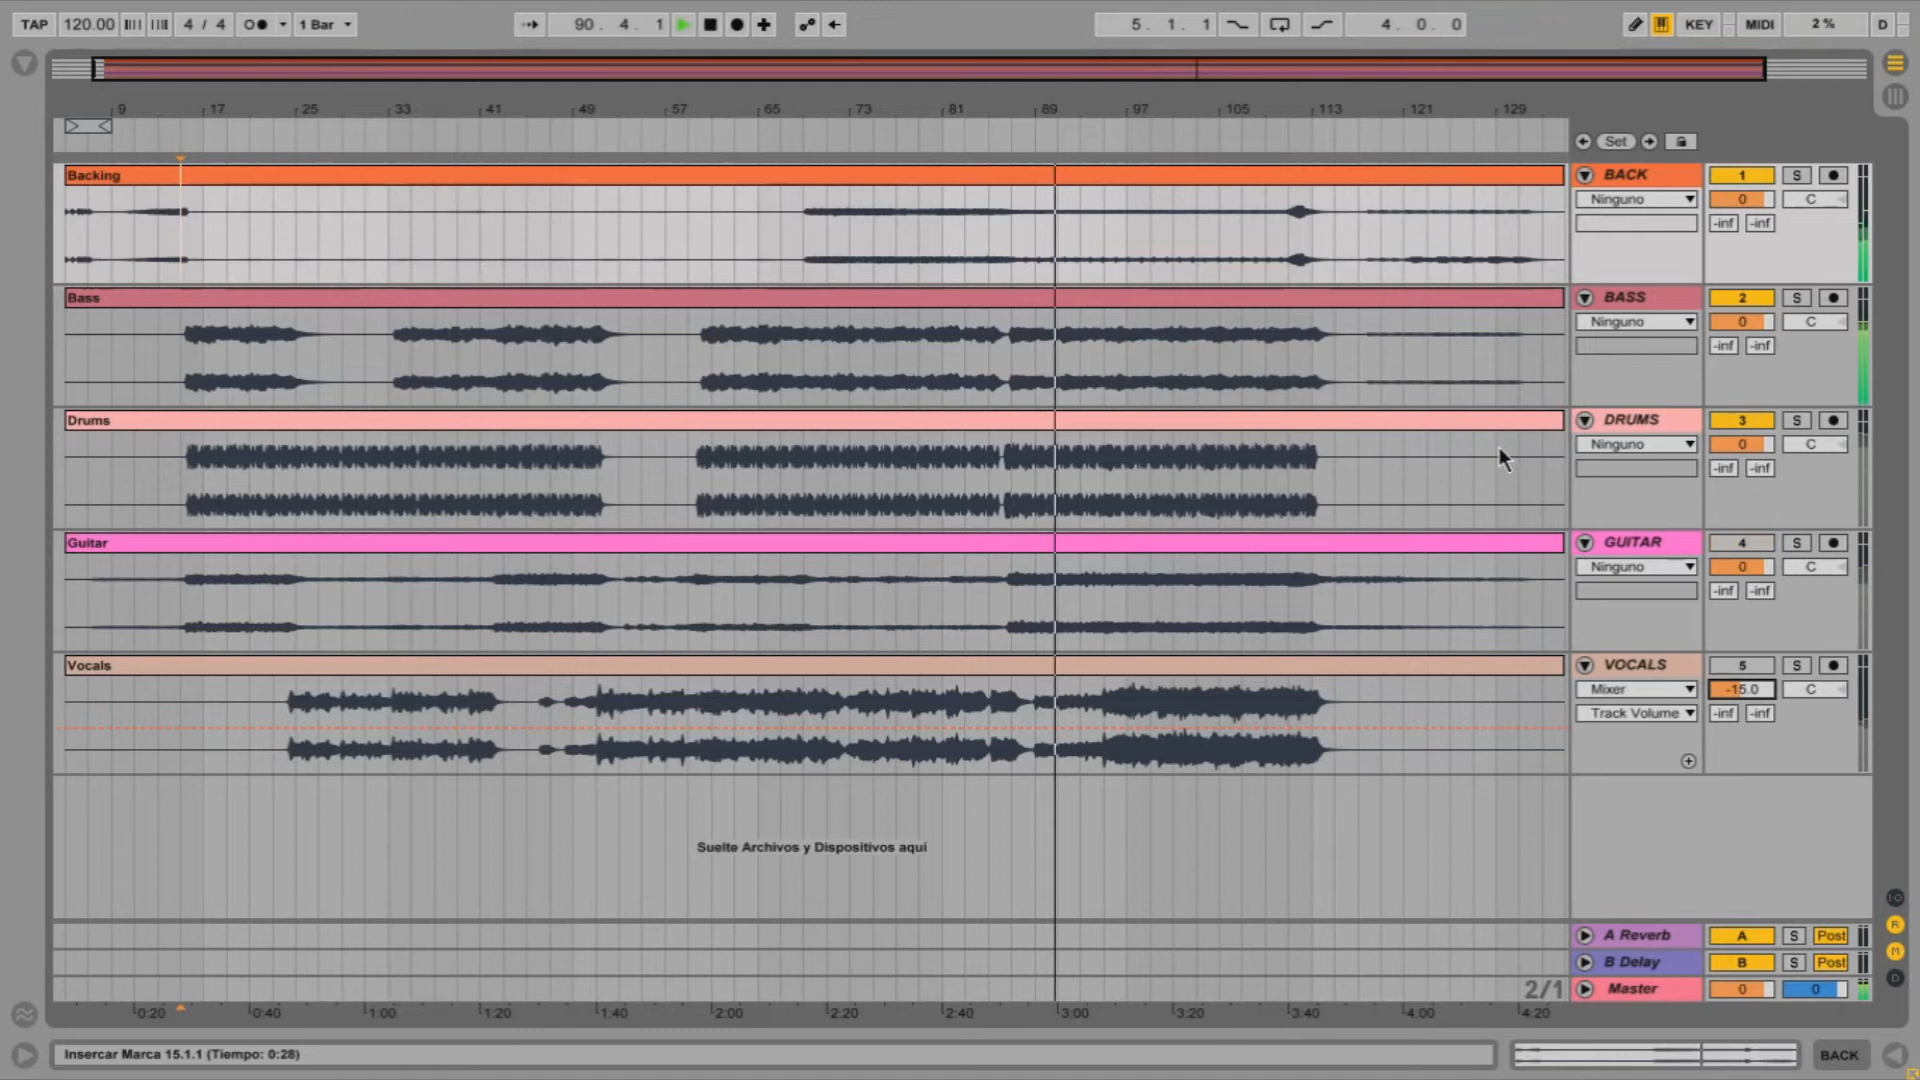 TAP 120.00 4 / 4 1 Bar 90. 4. 1 5. 1. 1 4. 0. 0 KEY MIDI 2 % D
9 17 25 33 41 49 57 65 73 81 89 97 105 113 121 129
Set
Backing BACK 1 S
Ninguno 0 C
-inf -inf
Bass BASS 2 S
Ninguno 0 C
-inf -inf
Drums DRUMS 3 S
Ninguno 0 C
-inf -inf
Guitar GUITAR 4 S
Ninguno 0 C
-inf -inf
Vocals VOCALS 5 S
Mixer -15.0 C
Track Volume -inf -inf
Suelte Archivos y Dispositivos aquí
I·O
R
M
D
A Reverb A S Post
B Delay B S Post
2/1 Master 0 0
0:20 0:40 1:00 1:20 1:40 2:00 2:20 2:40 3:00 3:20 3:40 4:00 4:20
Insercar Marca 15.1.1 (Tiempo: 0:28) BACK